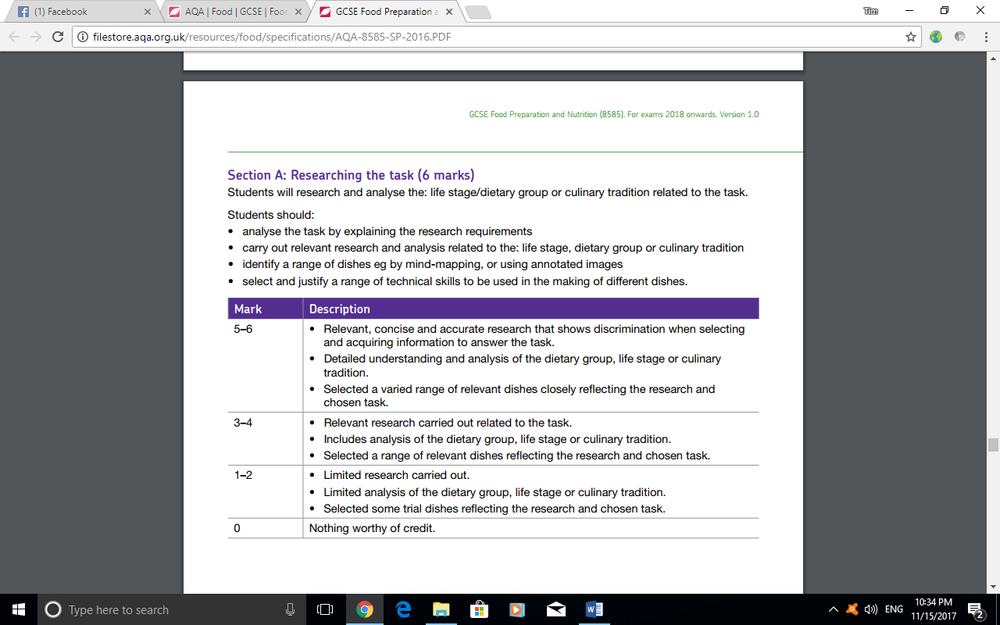 (1) Facebook
AQA | Food | GCSE | Food
GCSE Food Preparation a
Tim
filestore.aqa.org.uk/resources/food/specifications/AQA-8585-SP-2016.PDF
GCSE Food Preparation and Nutrition (8585). For exams 2018 onwards. Version 1.0
Section A: Researching the task (6 marks)
Students will research and analyse the: life stage/dietary group or culinary tradition related to the task.
Students should:
• analyse the task by explaining the research requirements
• carry out relevant research and analysis related to the: life stage, dietary group or culinary tradition
• identify a range of dishes eg by mind-mapping, or using annotated images
• select and justify a range of technical skills to be used in the making of different dishes.
Mark Description
5–6 • Relevant, concise and accurate research that shows discrimination when selecting
and acquiring information to answer the task.
• Detailed understanding and analysis of the dietary group, life stage or culinary
tradition.
• Selected a varied range of relevant dishes closely reflecting the research and
chosen task.
3–4 • Relevant research carried out related to the task.
• Includes analysis of the dietary group, life stage or culinary tradition.
• Selected a range of relevant dishes reflecting the research and chosen task.
1–2 • Limited research carried out.
• Limited analysis of the dietary group, life stage or culinary tradition.
• Selected some trial dishes reflecting the research and chosen task.
0 Nothing worthy of credit.
Type here to search
ENG
10:34 PM
11/15/2017
2